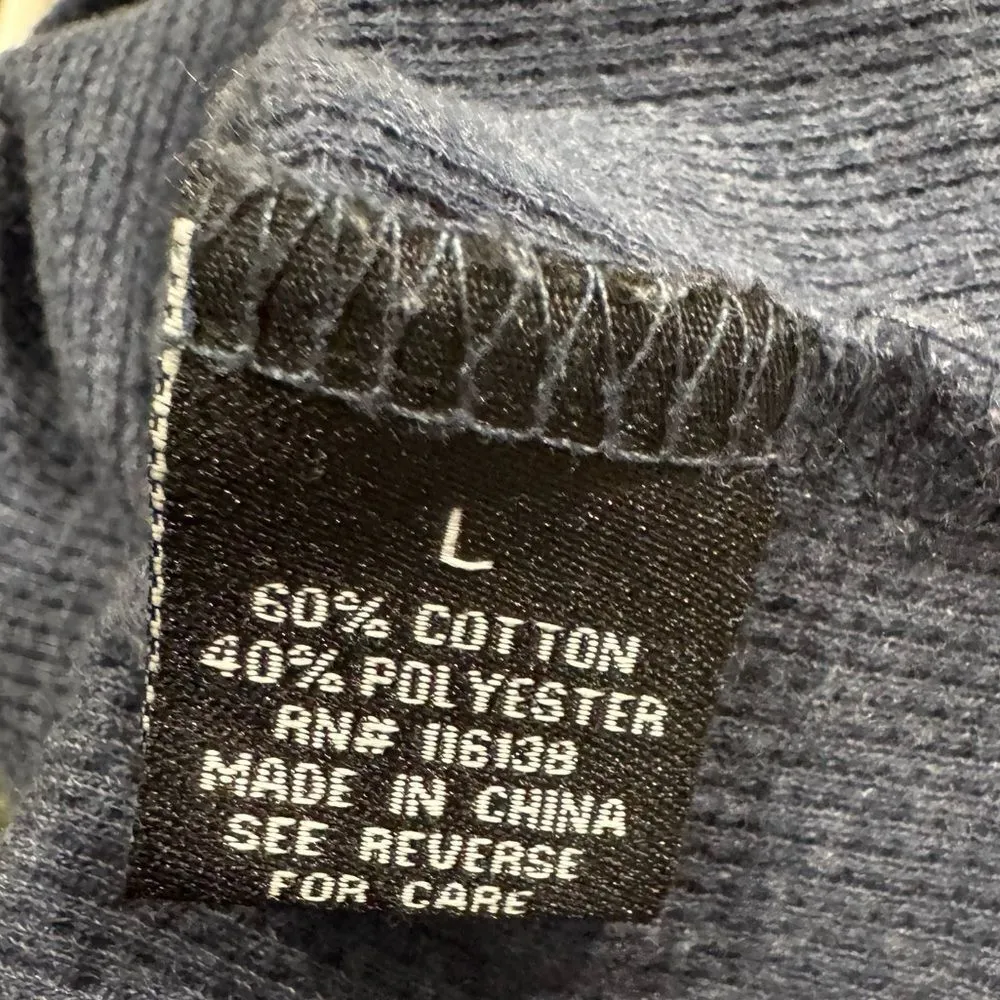 L
60% COTTON
40% POLYESTER
RN# 116138
MADE IN CHINA
SEE REVERSE
FOR CARE